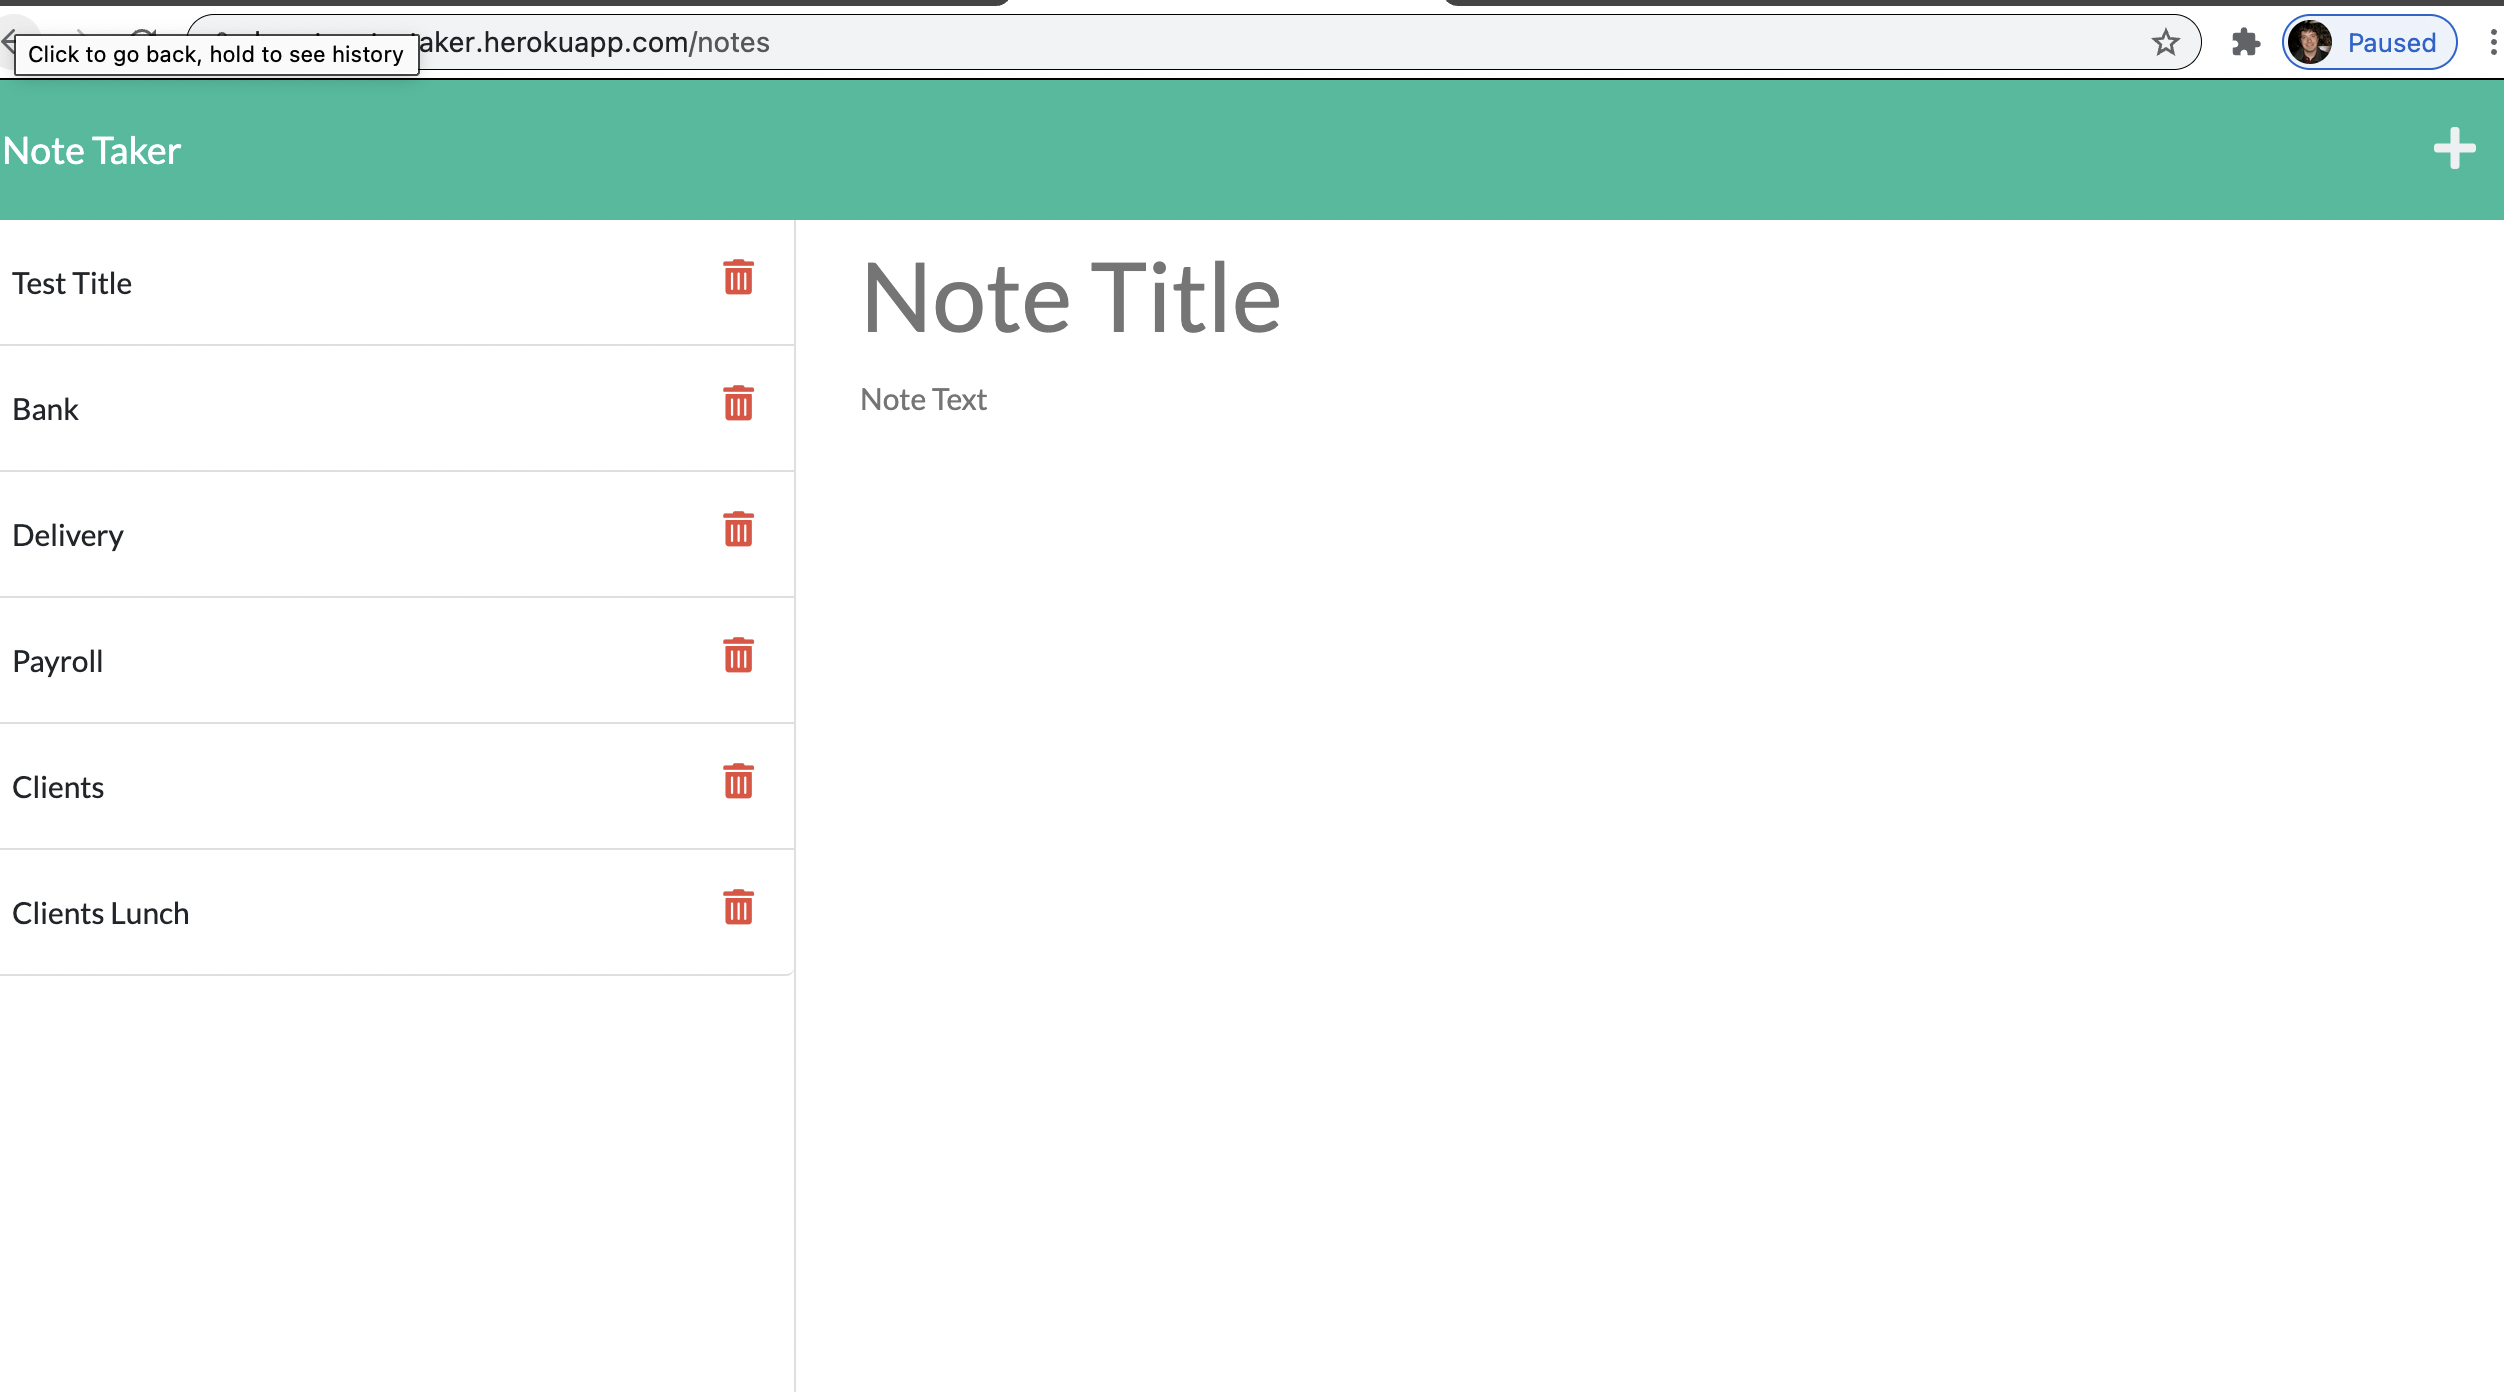 aker.herokuapp.com/notes
Paused
Click to go back, hold to see history
Note Taker
Test Title
Bank
Delivery
Payroll
Clients
Clients Lunch
Note Title
Note Text